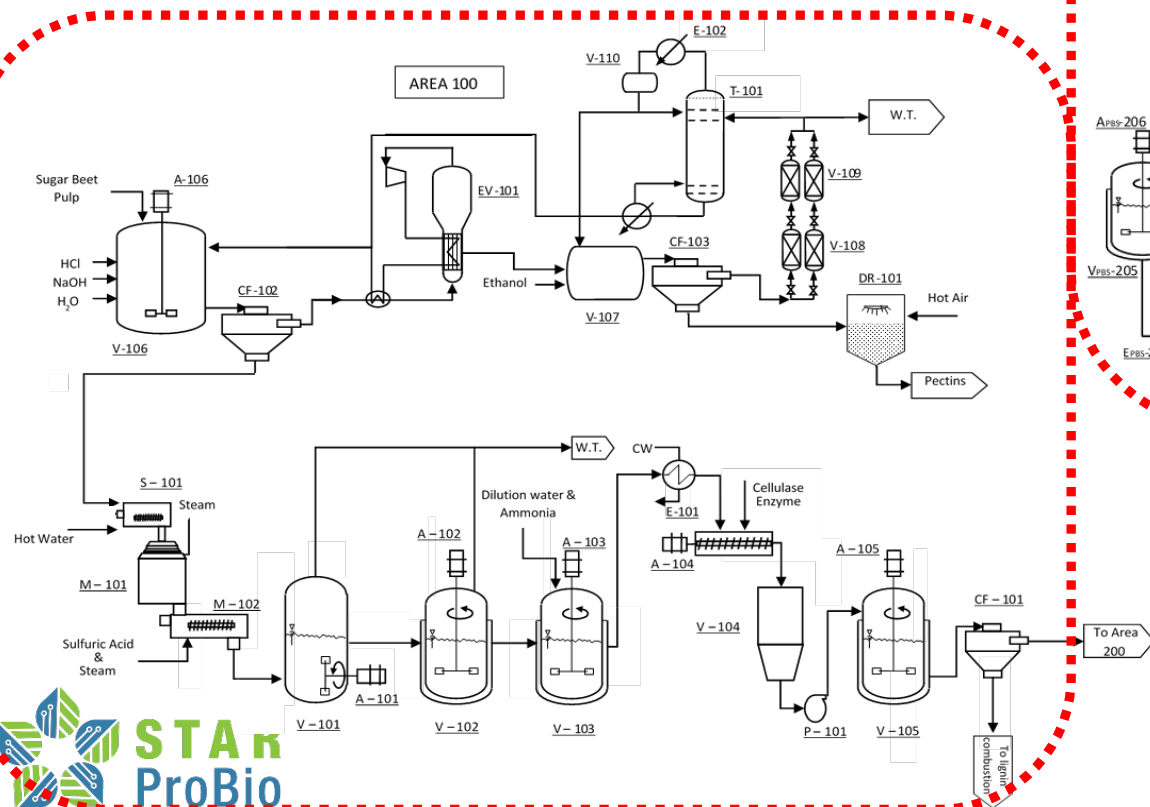 E-102
V-110
AREA 100
T-101
W.T.
A-106
Sugar Beet
Pulp
EV-101
V-109
HCl
NaOH
H2O
CF-102
Ethanol
CF-103
V-108
DR-101
Hot Air
V-107
V-106
Pectins
APBS-206
VPBS-205
W.T.
CW
S – 101
Steam
Dilution water &
Ammonia
Cellulase
Enzyme
E-101
Hot Water
A – 102
A – 103
A – 104
A – 105
M – 101
M – 102
CF – 101
V – 104
To Area
200
Sulfuric Acid
&
Steam
A – 101
V – 101
V – 102
V – 103
P – 101
V – 105
To lignin
combustion
STAR
ProBio